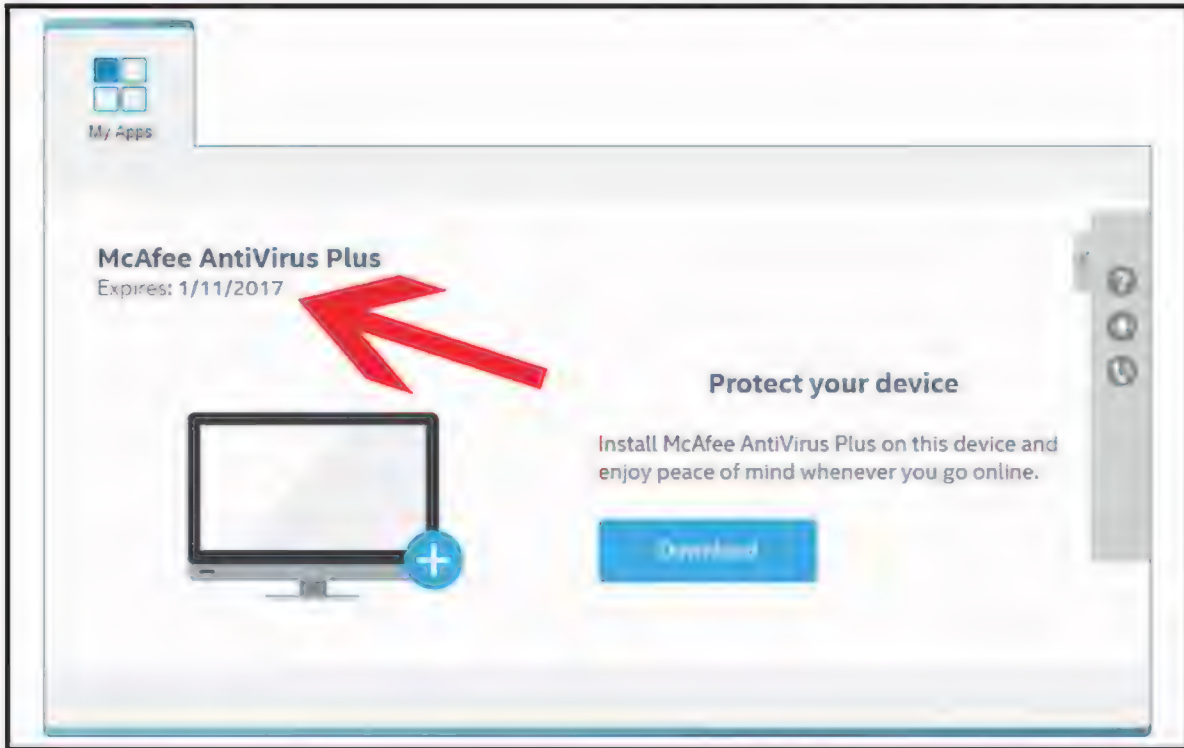 My Apps
McAfee AntiVirus Plus
Expires: 1/11/2017
Protect your device
Install McAfee AntiVirus Plus on this device and
enjoy peace of mind whenever you go online.
Download